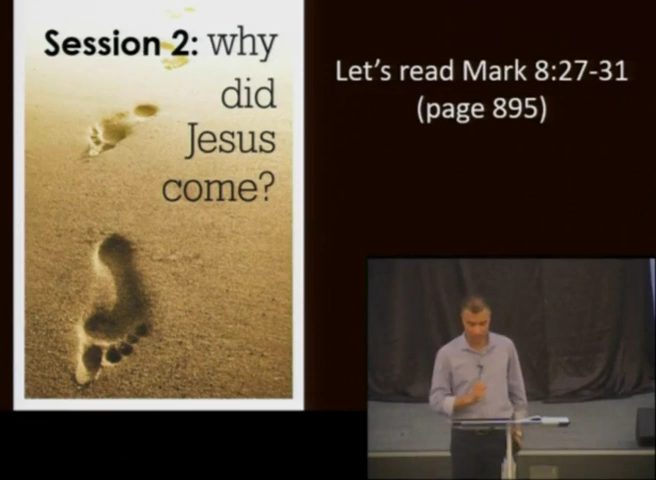 Session 2: why
did
Jesus
come?
Let's read Mark 8:27-31
(page 895)